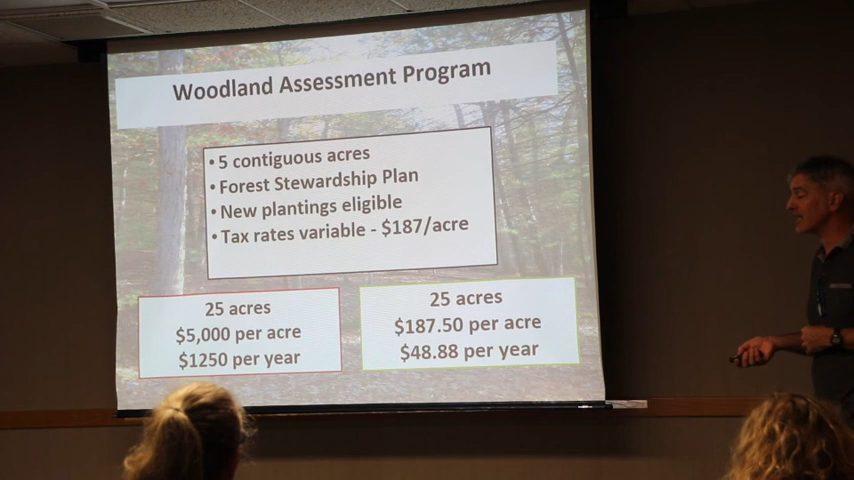 Woodland Assessment Program
• 5 contiguous acres
• Forest Stewardship Plan
• New plantings eligible
• Tax rates variable - $187/acre
25 acres
$5,000 per acre
$1250 per year
25 acres
$187.50 per acre
$48.88 per year